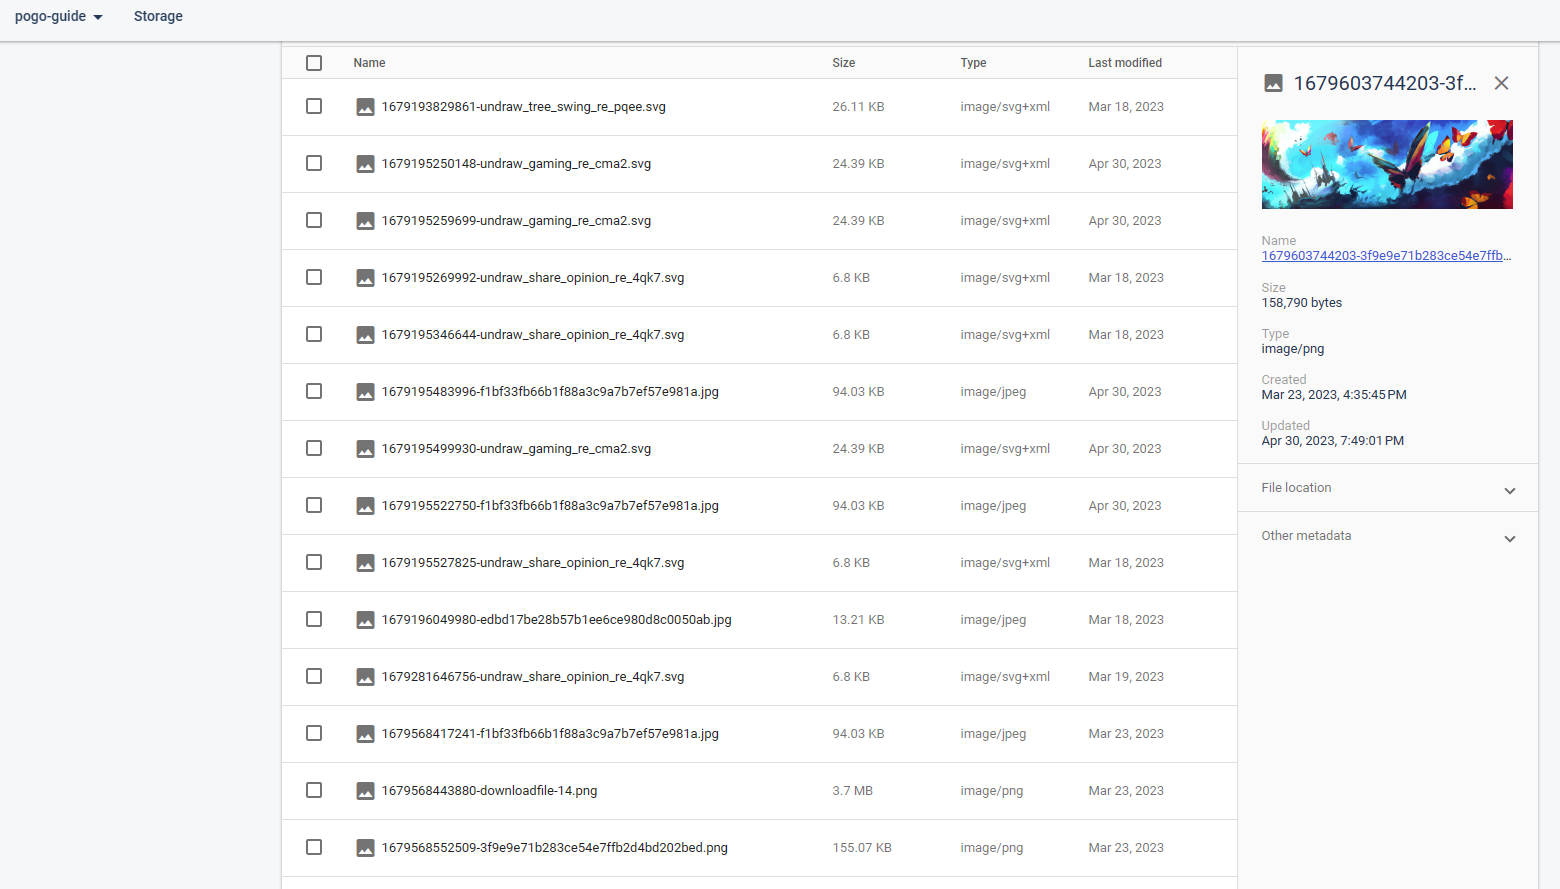 pogo-guide Storage
Name Size Type Last modified
1679193829861-undraw_tree_swing_re_pqee.svg 26.11 KB image/svg+xml Mar 18, 2023
1679195250148-undraw_gaming_re_cma2.svg 24.39 KB image/svg+xml Apr 30, 2023
1679195259699-undraw_gaming_re_cma2.svg 24.39 KB image/svg+xml Apr 30, 2023
1679195269992-undraw_share_opinion_re_4qk7.svg 6.8 KB image/svg+xml Mar 18, 2023
1679195346644-undraw_share_opinion_re_4qk7.svg 6.8 KB image/svg+xml Mar 18, 2023
1679195483996-f1bf33fb66b1f88a3c9a7b7ef57e981a.jpg 94.03 KB image/jpeg Apr 30, 2023
1679195499930-undraw_gaming_re_cma2.svg 24.39 KB image/svg+xml Apr 30, 2023
1679195522750-f1bf33fb66b1f88a3c9a7b7ef57e981a.jpg 94.03 KB image/jpeg Apr 30, 2023
1679195527825-undraw_share_opinion_re_4qk7.svg 6.8 KB image/svg+xml Mar 18, 2023
1679196049980-edbd17be28b57b1ee6ce980d8c0050ab.jpg 13.21 KB image/jpeg Mar 18, 2023
1679281646756-undraw_share_opinion_re_4qk7.svg 6.8 KB image/svg+xml Mar 19, 2023
1679568417241-f1bf33fb66b1f88a3c9a7b7ef57e981a.jpg 94.03 KB image/jpeg Mar 23, 2023
1679568443880-downloadfile-14.png 3.7 MB image/png Mar 23, 2023
1679568552509-3f9e9e71b283ce54e7ffb2d4bd202bed.png 155.07 KB image/png Mar 23, 2023
1679603744203-3f...
Name
1679603744203-3f9e9e71b283ce54e7ffb...
Size
158,790 bytes
Type
image/png
Created
Mar 23, 2023, 4:35:45 PM
Updated
Apr 30, 2023, 7:49:01 PM
File location
Other metadata